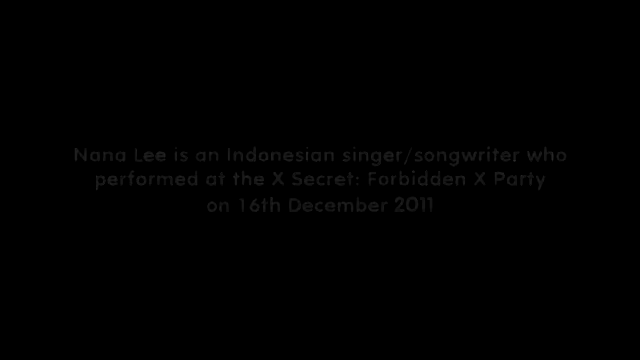 Nana Lee is an Indonesian singer/songwriter who
performed at the X Secret: Forbidden X Party
on 16th December 2011